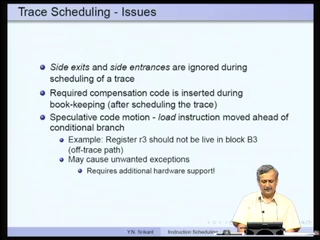 Trace Scheduling - Issues
Side exits and side entrances are ignored during
scheduling of a trace
Required compensation code is inserted during
book-keeping (after scheduling the trace)
Speculative code motion - load instruction moved ahead of
conditional branch
Example: Register r3 should not be live in block B3
(off-trace path)
May cause unwanted exceptions
Requires additional hardware support!
Y.N. Srikant
Instruction Scheduling